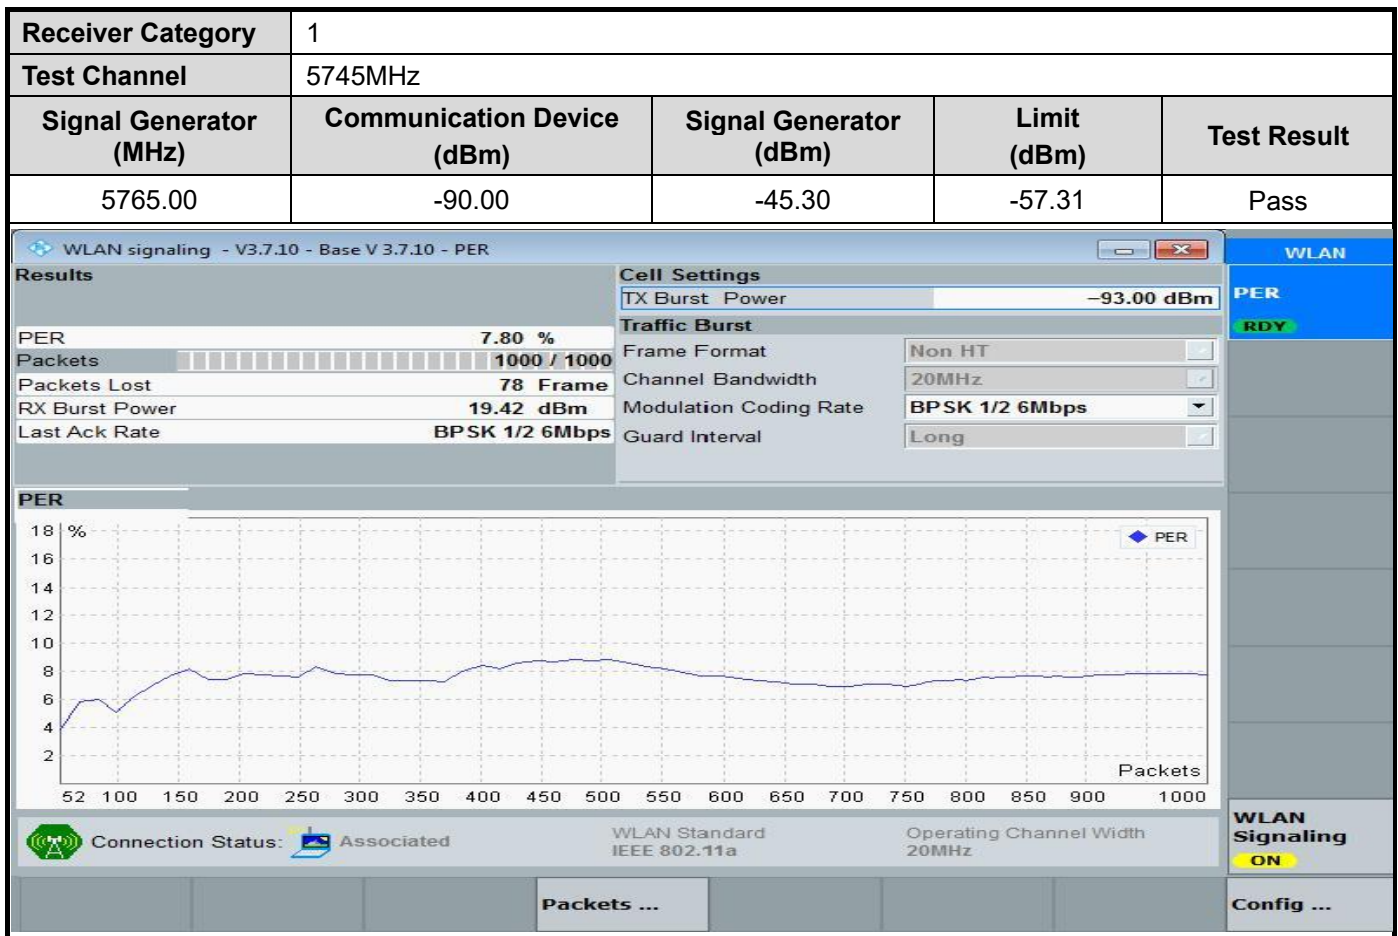 Receiver Category 1
Test Channel 5745MHz
Signal Generator (MHz) Communication Device (dBm) Signal Generator (dBm) Limit (dBm) Test Result
5765.00 -90.00 -45.30 -57.31 Pass
WLAN signaling - V3.7.10 - Base V 3.7.10 - PER
WLAN
Results
Cell Settings
TX Burst Power −93.00 dBm
PER
RDY
PER 7.80 %
Packets 1000 / 1000
Packets Lost 78 Frame
RX Burst Power 19.42 dBm
Last Ack Rate BPSK 1/2 6Mbps
Traffic Burst
Frame Format Non HT
Channel Bandwidth 20MHz
Modulation Coding Rate BPSK 1/2 6Mbps
Guard Interval Long
PER
18 %
16
14
12
10
8
6
4
2
PER
Packets
52 100 150 200 250 300 350 400 450 500 550 600 650 700 750 800 850 900 1000
Connection Status: Associated
WLAN Standard
IEEE 802.11a
Operating Channel Width
20MHz
WLAN
Signaling
ON
Packets ...
Config ...